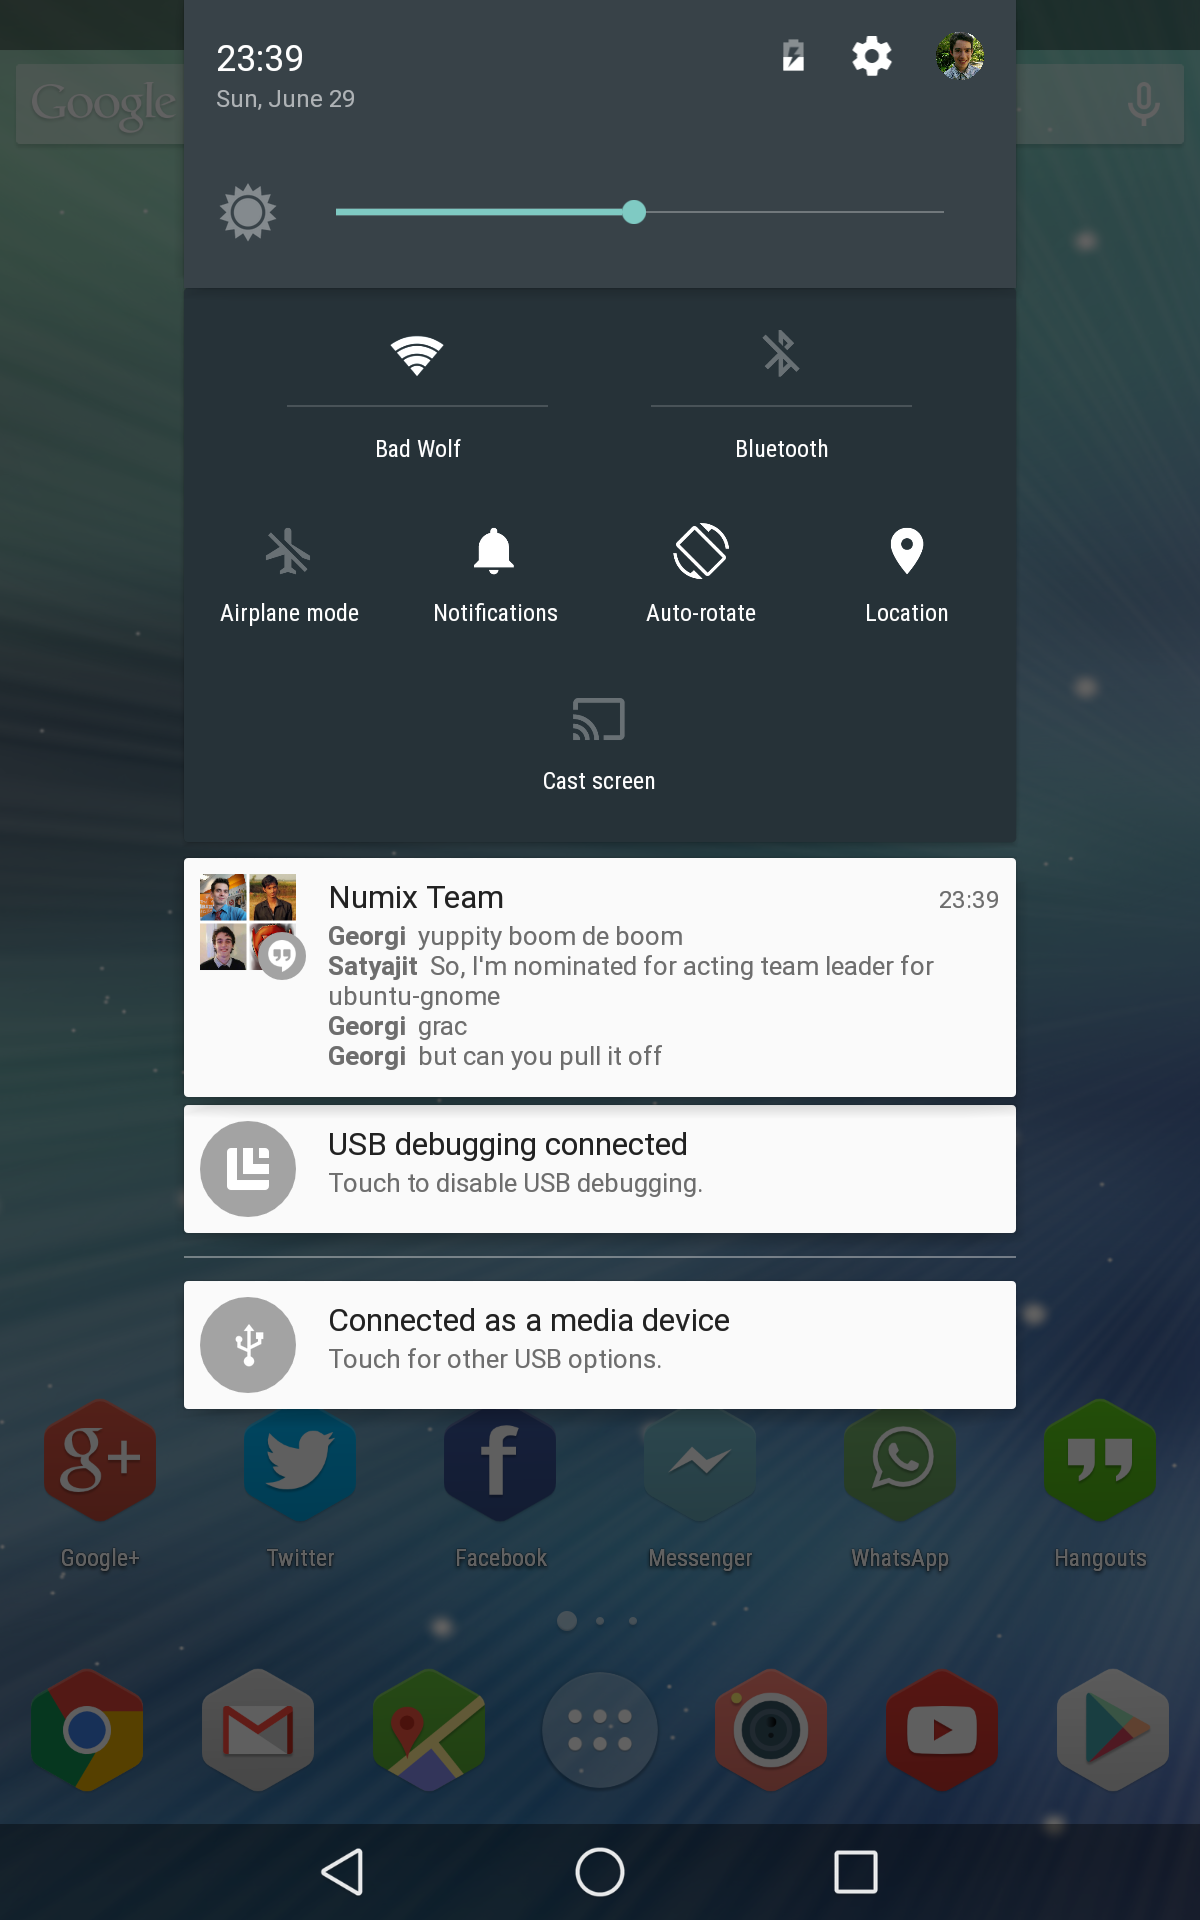 23:39
Sun, June 29
Google
Bad Wolf
Bluetooth
Airplane mode
Notifications
Auto-rotate
Location
Cast screen
Numix Team
23:39
Georgi yuppity boom de boom
Satyajit So, I'm nominated for acting team leader for
ubuntu-gnome
Georgi grac
Georgi but can you pull it off
USB debugging connected
Touch to disable USB debugging.
Connected as a media device
Touch for other USB options.
g+
f
Google+
Twitter
Facebook
Messenger
WhatsApp
Hangouts